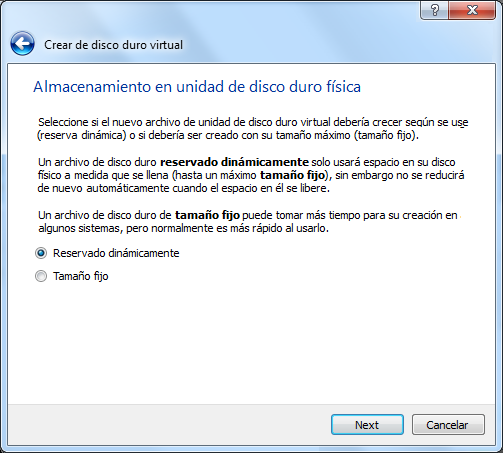 Crear de disco duro virtual
Almacenamiento en unidad de disco duro física
Seleccione si el nuevo archivo de unidad de disco duro virtual debería crecer según se use
(reserva dinámica) o si debería ser creado con su tamaño máximo (tamaño fijo).
Un archivo de disco duro reservado dinámicamente solo usará espacio en su disco
físico a medida que se llena (hasta un máximo tamaño fijo), sin embargo no se reducirá
de nuevo automáticamente cuando el espacio en él se libere.
Un archivo de disco duro de tamaño fijo puede tomar más tiempo para su creación en
algunos sistemas, pero normalmente es más rápido al usarlo.
Reservado dinámicamente
Tamaño fijo
Next
Cancelar